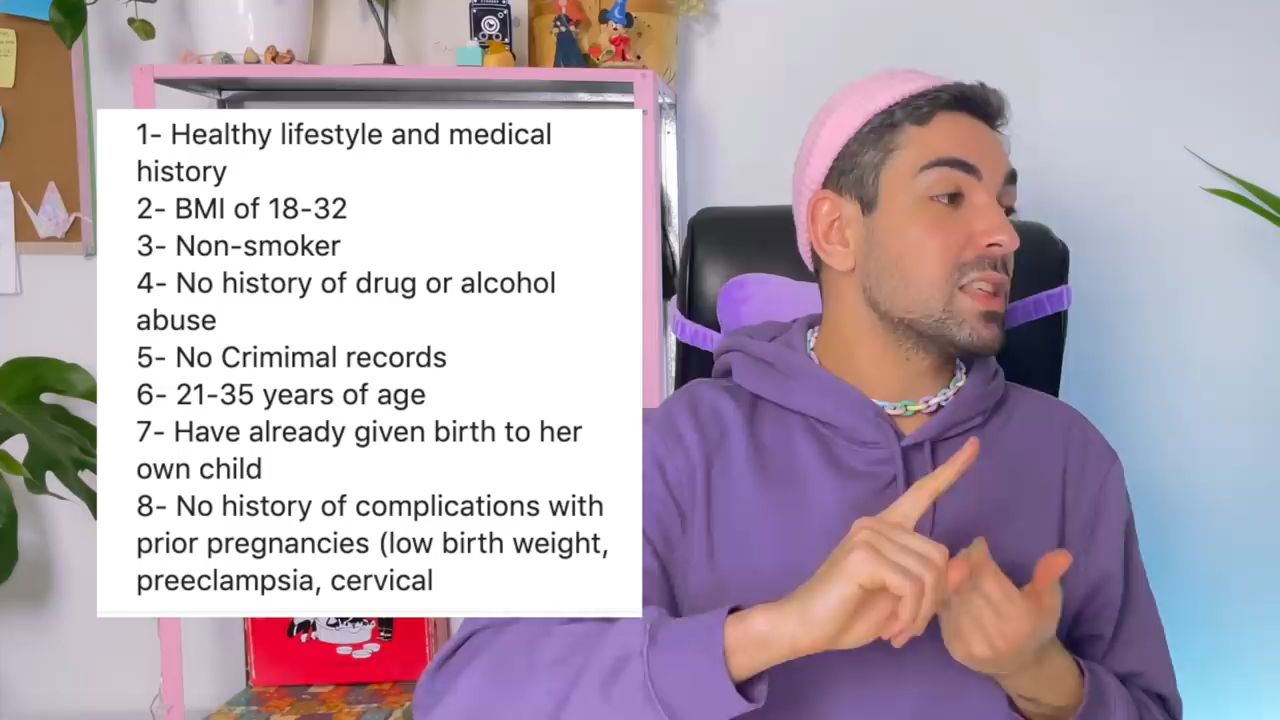 1- Healthy lifestyle and medical
history
2- BMI of 18-32
3- Non-smoker
4- No history of drug or alcohol
abuse
5- No Crimimal records
6- 21-35 years of age
7- Have already given birth to her
own child
8- No history of complications with
prior pregnancies (low birth weight,
preeclampsia, cervical